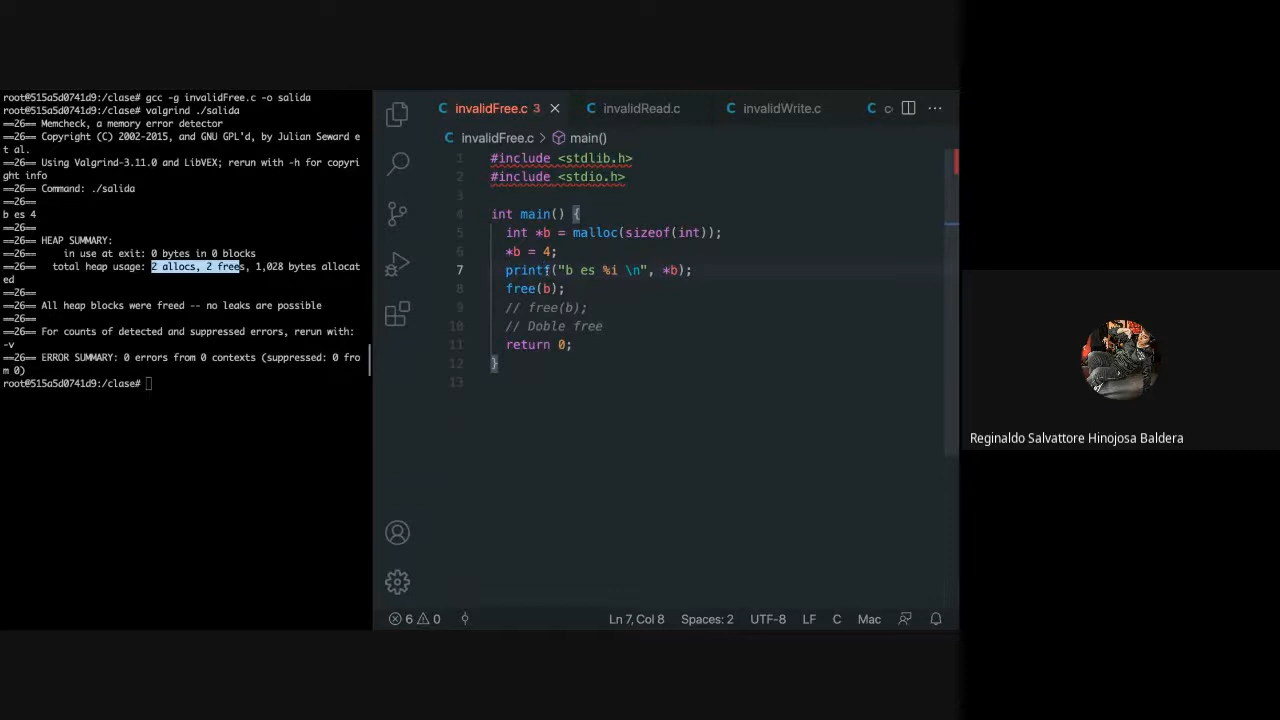 root@515a5d0741d9:/clase# gcc -g invalidFree.c -o salida
root@515a5d0741d9:/clase# valgrind ./salida
==26== Memcheck, a memory error detector
==26== Copyright (C) 2002-2015, and GNU GPL'd, by Julian Seward e
t al.
==26== Using Valgrind-3.11.0 and LibVEX; rerun with -h for copyri
ght info
==26== Command: ./salida
==26==
b es 4
==26==
==26== HEAP SUMMARY:
==26==     in use at exit: 0 bytes in 0 blocks
==26==   total heap usage: 2 allocs, 2 frees, 1,028 bytes allocat
ed
==26==
==26== All heap blocks were freed -- no leaks are possible
==26==
==26== For counts of detected and suppressed errors, rerun with:
-v
==26== ERROR SUMMARY: 0 errors from 0 contexts (suppressed: 0 fro
m 0)
root@515a5d0741d9:/clase#
C invalidFree.c 3 C invalidRead.c C invalidWrite.c C
C invalidFree.c > main()
1 #include <stdlib.h>
2 #include <stdio.h>
3
4 int main() {
5 int *b = malloc(sizeof(int));
6 *b = 4;
7 printf("b es %i \n", *b);
8 free(b);
9 // free(b);
10 // Doble free
11 return 0;
12 }
13
6 0 Ln 7, Col 8 Spaces: 2 UTF-8 LF C Mac
Reginaldo Salvattore Hinojosa Baldera